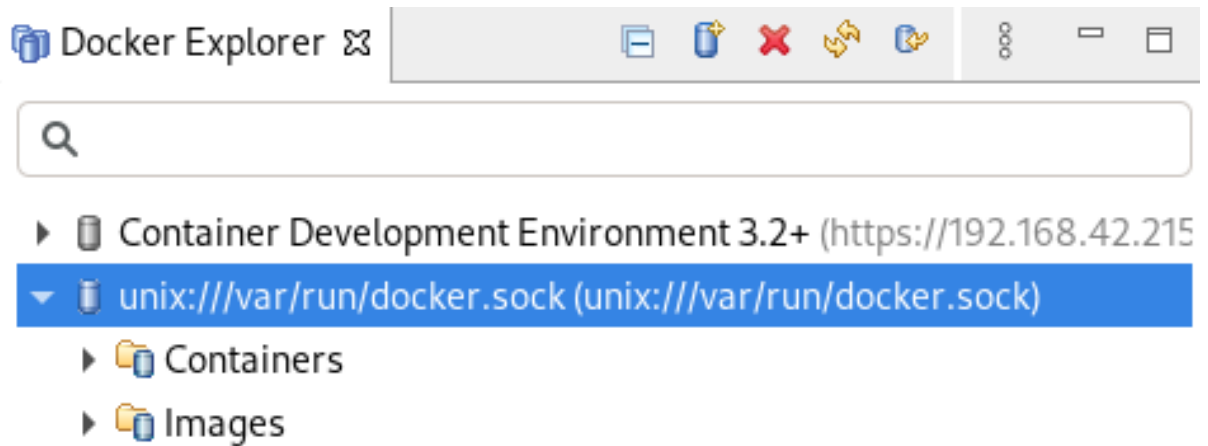 Docker Explorer
Container Development Environment 3.2+ (https://192.168.42.215
unix:///var/run/docker.sock (unix:///var/run/docker.sock)
Containers
Images